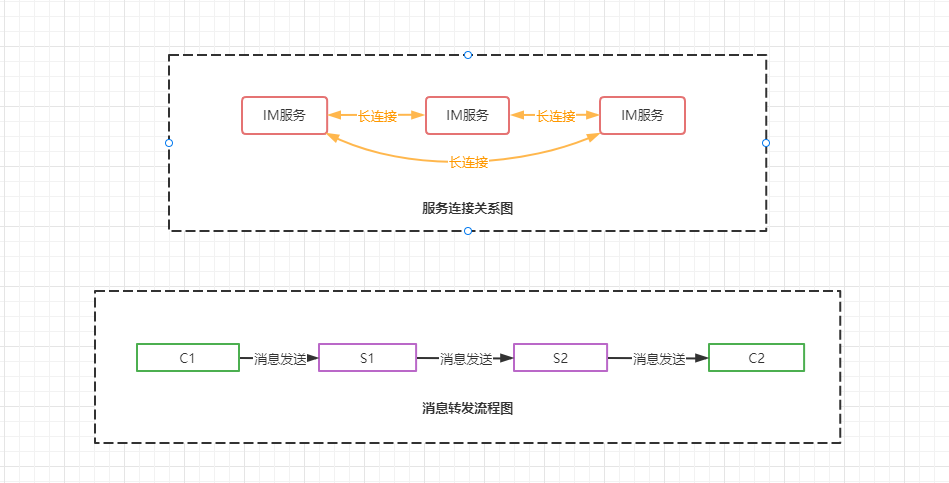 IM服务 长连接 IM服务 长连接 IM服务
长连接
服务连接关系图
C1 消息发送 S1 消息发送 S2 消息发送 C2
消息转发流程图